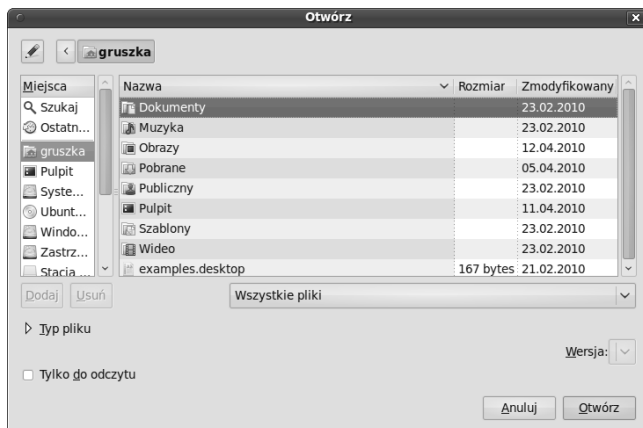 Otwórz
gruszka
Miejsca
Szukaj
Ostatn...
gruszka
Pulpit
Syste...
Ubunt...
Windo...
Zastrz...
Stacja ...
Nazwa Rozmiar Zmodyfikowany
Dokumenty 23.02.2010
Muzyka 23.02.2010
Obrazy 12.04.2010
Pobrane 05.04.2010
Publiczny 23.02.2010
Pulpit 11.04.2010
Szablony 23.02.2010
Wideo 23.02.2010
examples.desktop 167 bytes 21.02.2010
Dodaj Usuń Wszystkie pliki
Typ pliku
Wersja:
Tylko do odczytu
Anuluj Otwórz